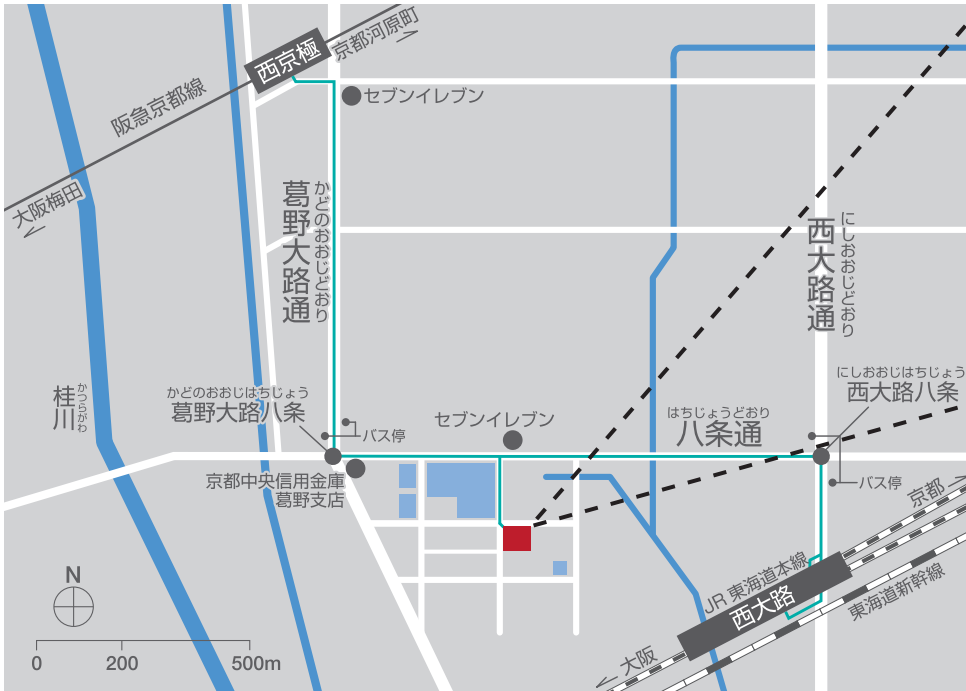 西京極
京都河原町
セブンイレブン
阪急京都線
大阪梅田
葛野大路通
かどのおおじどおり
西大路通
にしおおじどおり
桂川
かつらがわ
かどのおおじはちじょう
葛野大路八条
バス停
セブンイレブン
はちじょうどおり
八条通
にしおおじはちじょう
西大路八条
京都中央信用金庫
葛野支店
バス停
京都
JR東海道本線
西大路
東海道新幹線
大阪
N
0 200 500m